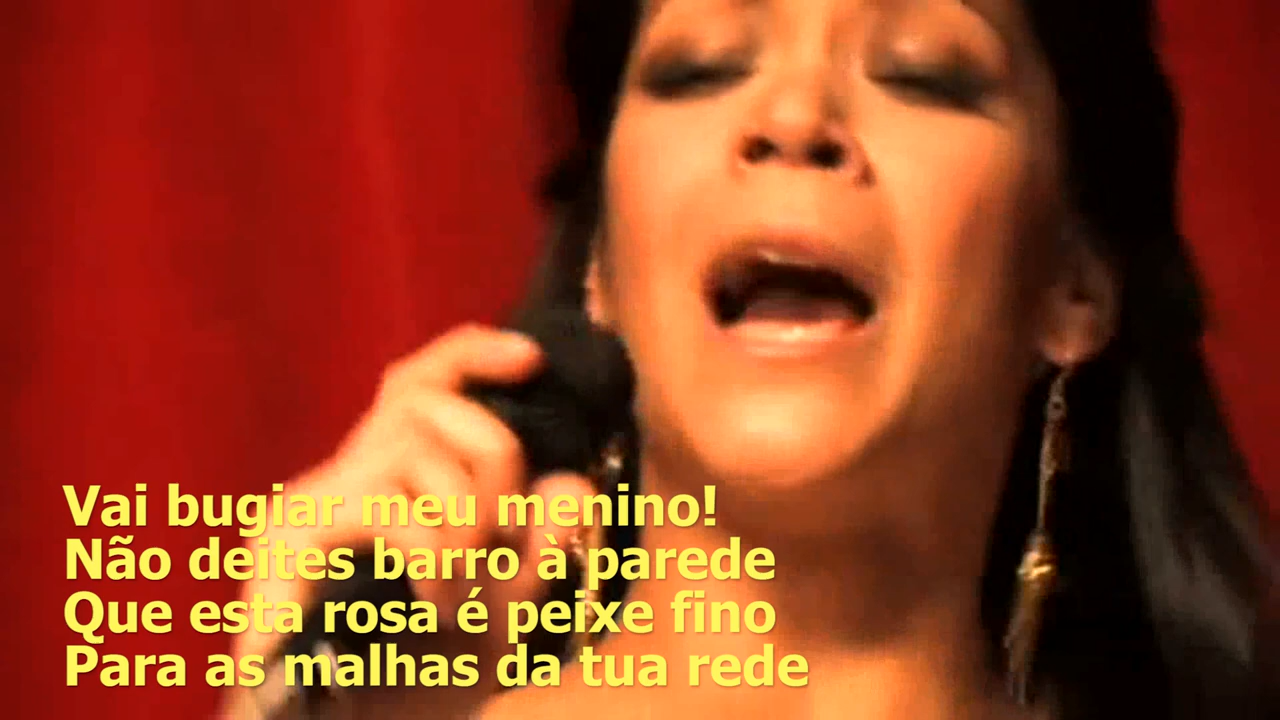 Vai bugiar meu menino!
Não deites barro à parede
Que esta rosa é peixe fino
Para as malhas da tua rede